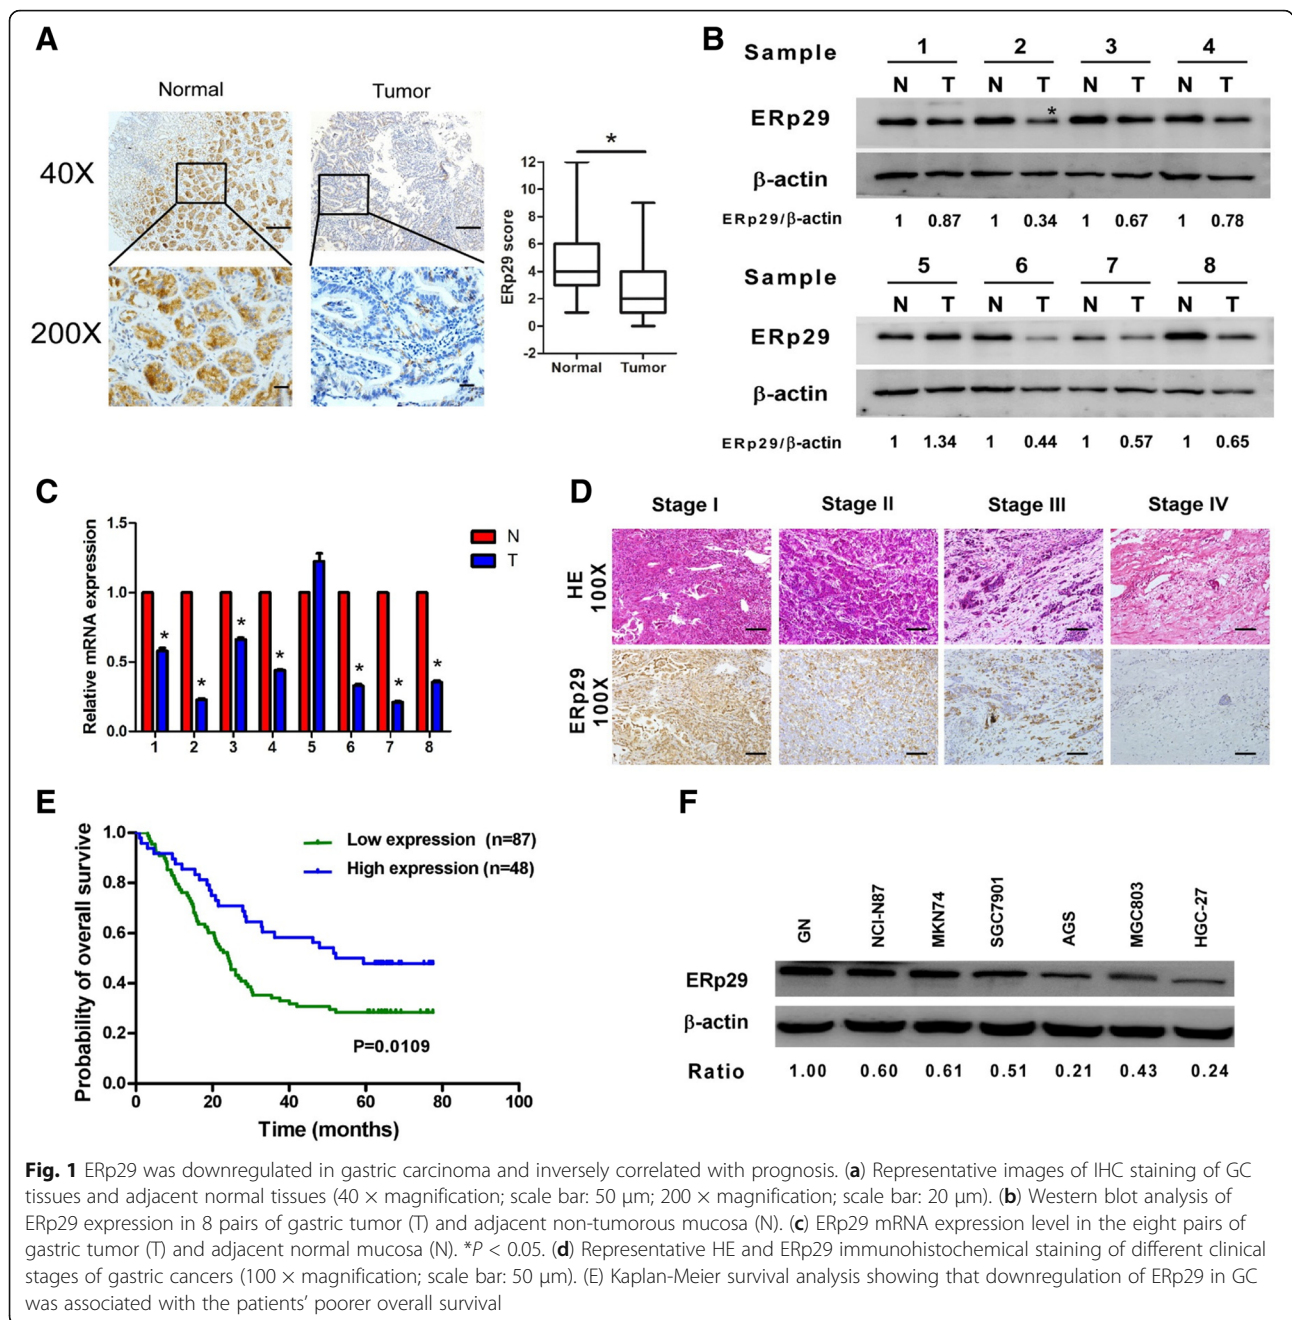 A
Normal
Tumor
40X
200X
*
ERp29 score
12
10
8
6
4
2
0
-2
Normal
Tumor
B
Sample
1
2
3
4
N T N T N T N T
ERp29
*
β-actin
ERp29/β-actin
1 0.87 1 0.34 1 0.67 1 0.78
Sample
5
6
7
8
N T N T N T N T
ERp29
β-actin
ERp29/β-actin
1 1.34 1 0.44 1 0.57 1 0.65
C
Relative mRNA expression
1.5
1.0
0.5
0.0
N
T
* * * * * * *
1 2 3 4 5 6 7 8
D
Stage I
Stage II
Stage III
Stage IV
HE
100X
ERp29
100X
E
Probability of overall survive
1.0
0.8
0.6
0.4
0.2
0.0
Low expression (n=87)
High expression (n=48)
P=0.0109
0 20 40 60 80 100
Time (months)
F
GN
NCI-N87
MKN74
SGC7901
AGS
MGC803
HGC-27
ERp29
β-actin
Ratio 1.00 0.60 0.61 0.51 0.21 0.43 0.24
Fig. 1 ERp29 was downregulated in gastric carcinoma and inversely correlated with prognosis. (a) Representative images of IHC staining of GC
tissues and adjacent normal tissues (40 × magnification; scale bar: 50 μm; 200 × magnification; scale bar: 20 μm). (b) Western blot analysis of
ERp29 expression in 8 pairs of gastric tumor (T) and adjacent non-tumorous mucosa (N). (c) ERp29 mRNA expression level in the eight pairs of
gastric tumor (T) and adjacent normal mucosa (N). *P < 0.05. (d) Representative HE and ERp29 immunohistochemical staining of different clinical
stages of gastric cancers (100 × magnification; scale bar: 50 μm). (E) Kaplan-Meier survival analysis showing that downregulation of ERp29 in GC
was associated with the patients' poorer overall survival